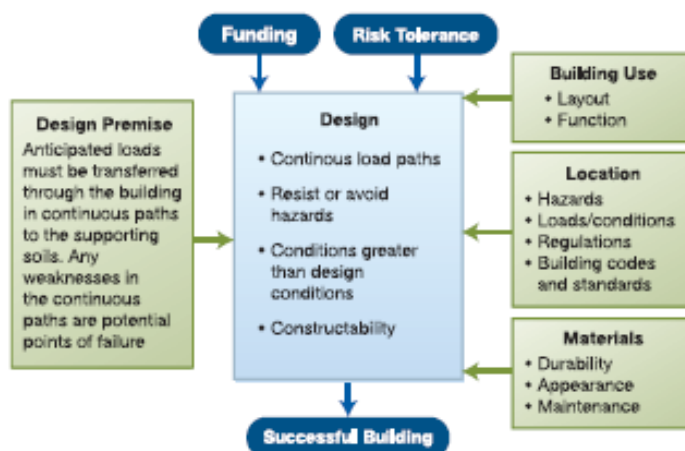 Funding
Risk Tolerance
Design Premise
Anticipated loads
must be transferred
through the building
in continuous paths
to the supporting
soils. Any
weaknesses in
the continuous
paths are potential
points of failure
Design
• Continous load paths
• Resist or avoid
hazards
• Conditions greater
than design
conditions
• Constructability
Building Use
• Layout
• Function
Location
• Hazards
• Loads/conditions
• Regulations
• Building codes
and standards
Materials
• Durability
• Appearance
• Maintenance
Successful Building